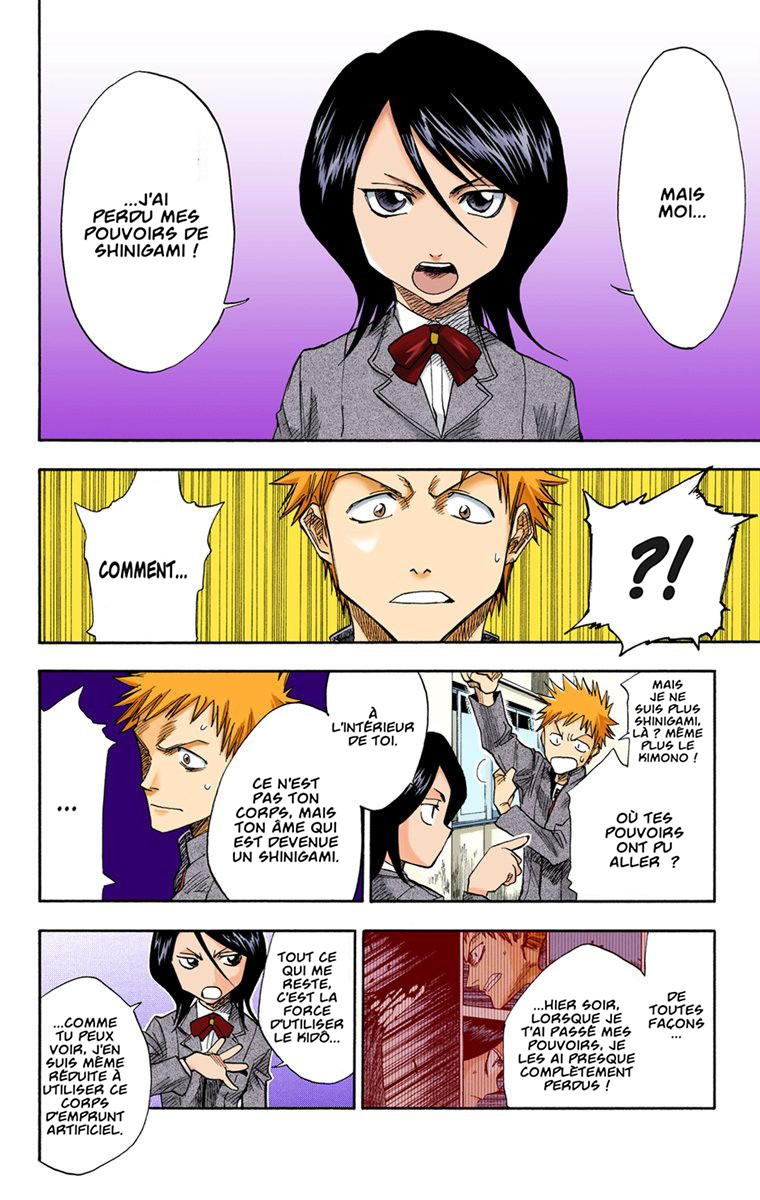 MAIS
MOI...
...J'AI
PERDU MES
POUVOIRS DE
SHINIGAMI !
?!
COMMENT...
MAIS
JE NE
SUIS PLUS
SHINIGAMI,
LÀ ? MÊME
PLUS LE
KIMONO !
OÙ TES
POUVOIRS
ONT PU
ALLER ?
À
L'INTÉRIEUR
DE TOI.
CE N'EST
PAS TON
CORPS, MAIS
TON ÂME QUI
EST DEVENUE
UN SHINIGAMI.
...
DE
TOUTES
FAÇONS
...
...HIER SOIR,
LORSQUE JE
T'AI PASSÉ MES
POUVOIRS, JE
LES AI PRESQUE
COMPLÈTEMENT
PERDUS !
TOUT CE
QUI ME
RESTE,
C'EST LA
FORCE
D'UTILISER
LE KIDÔ...
...COMME
TU PEUX
VOIR, J'EN
SUIS MÊME
RÉDUITE À
UTILISER CE
CORPS
D'EMPRUNT
ARTIFICIEL.